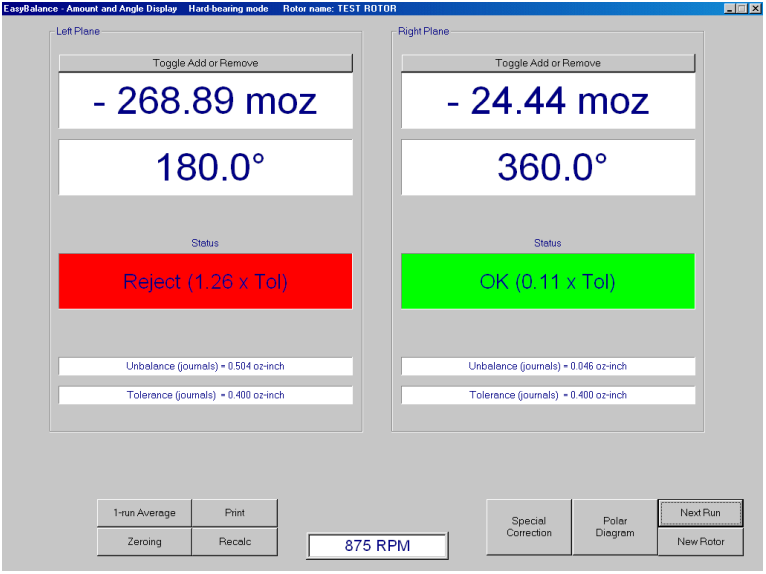 EasyBalance - Amount and Angle Display    Hard-bearing mode    Rotor name: TEST ROTOR
Left Plane
Toggle Add or Remove
- 268.89 moz
180.0°
Status
Reject (1.26 x Tol)
Unbalance (journals) = 0.504 oz-inch
Tolerance (journals) = 0.400 oz-inch
Right Plane
Toggle Add or Remove
- 24.44 moz
360.0°
Status
OK (0.11 x Tol)
Unbalance (journals) = 0.046 oz-inch
Tolerance (journals) = 0.400 oz-inch
1-run Average
Print
Zeroing
Recalc
875 RPM
Special
Correction
Polar
Diagram
Next Run
New Rotor